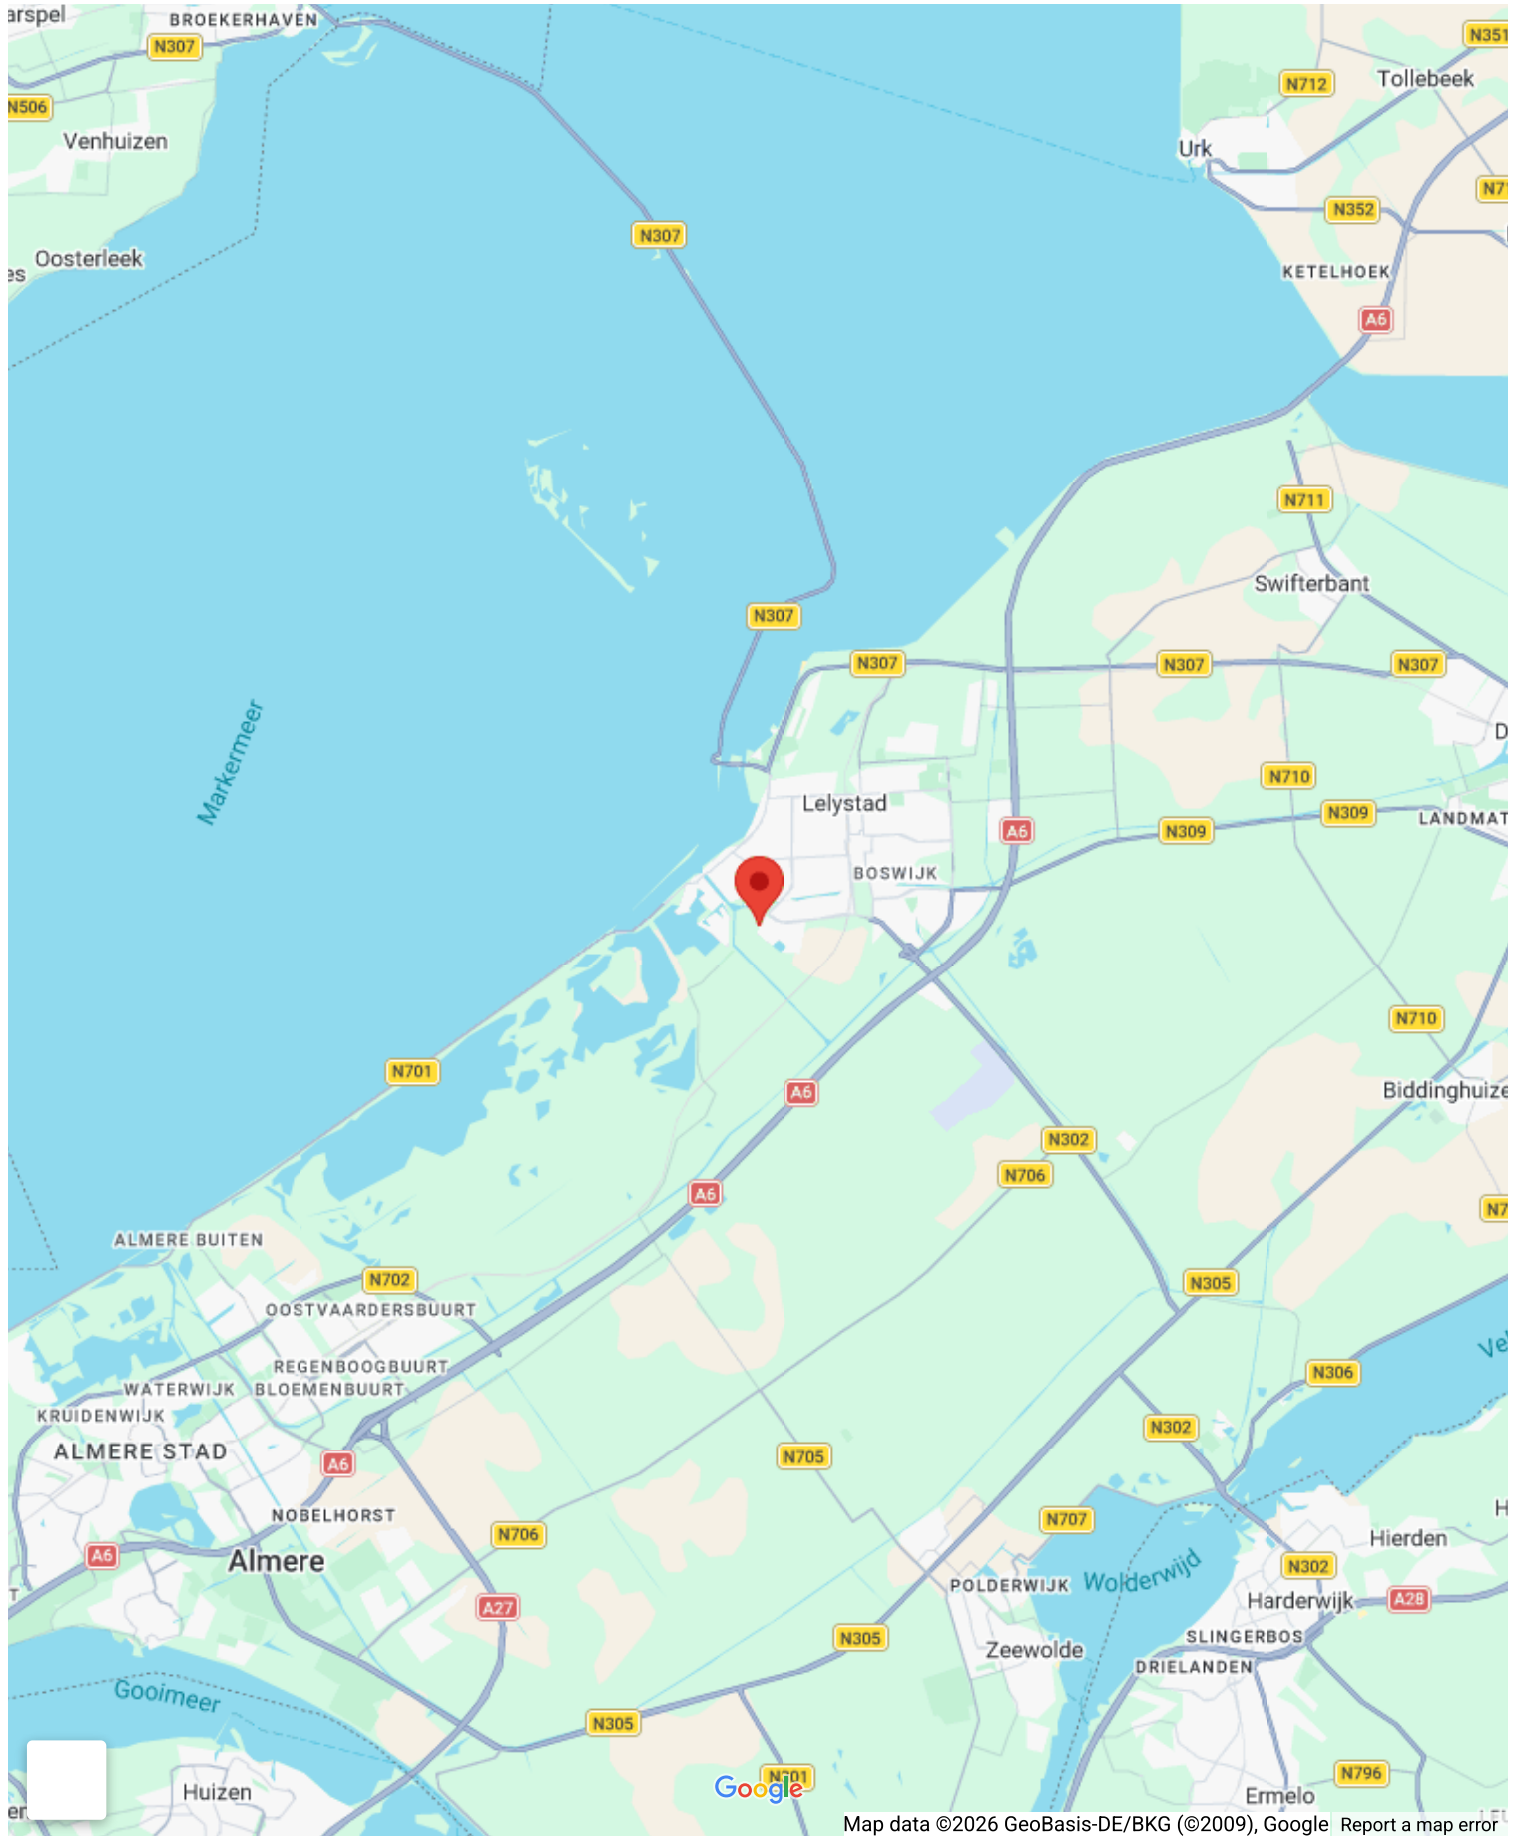 arspel
BROEKERHAVEN
N307
N506
Venhuizen
Oosterleek
es
N307
N351
N712
Tollebeek
Urk
N352
KETELHOEK
A6
N711
Swifterbant
N307
N307
N307
N307
Markermeer
Lelystad
A6
N710
N309
N309
LANDMAT
BOSWIJK
N710
N701
A6
Biddinghuize
N302
N706
A6
ALMERE BUITEN
N702
N305
OOSTVAARDERSBUURT
REGENBOOGBUURT
WATERWIJK
BLOEMENBUURT
KRUIDENWIJK
ALMERE STAD
A6
N306
N302
N705
NOBELHORST
N706
N707
Hierden
A6
Almere
N302
POLDERWIJK
Wolderwijd
Harderwijk
A28
A27
SLINGERBOS
N305
Zeewolde
DRIELANDEN
Gooimeer
N305
Huizen
N796
Ermelo
Google
Map data ©2026 GeoBasis-DE/BKG (©2009), Google
Report a map error